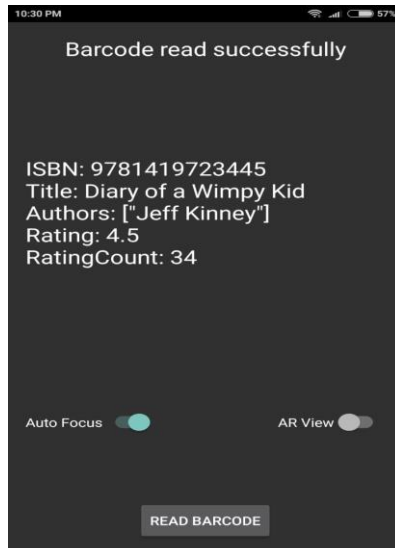 10:30 PM 57%
Barcode read successfully
ISBN: 9781419723445
Title: Diary of a Wimpy Kid
Authors: ["Jeff Kinney"]
Rating: 4.5
RatingCount: 34
Auto Focus AR View
READ BARCODE